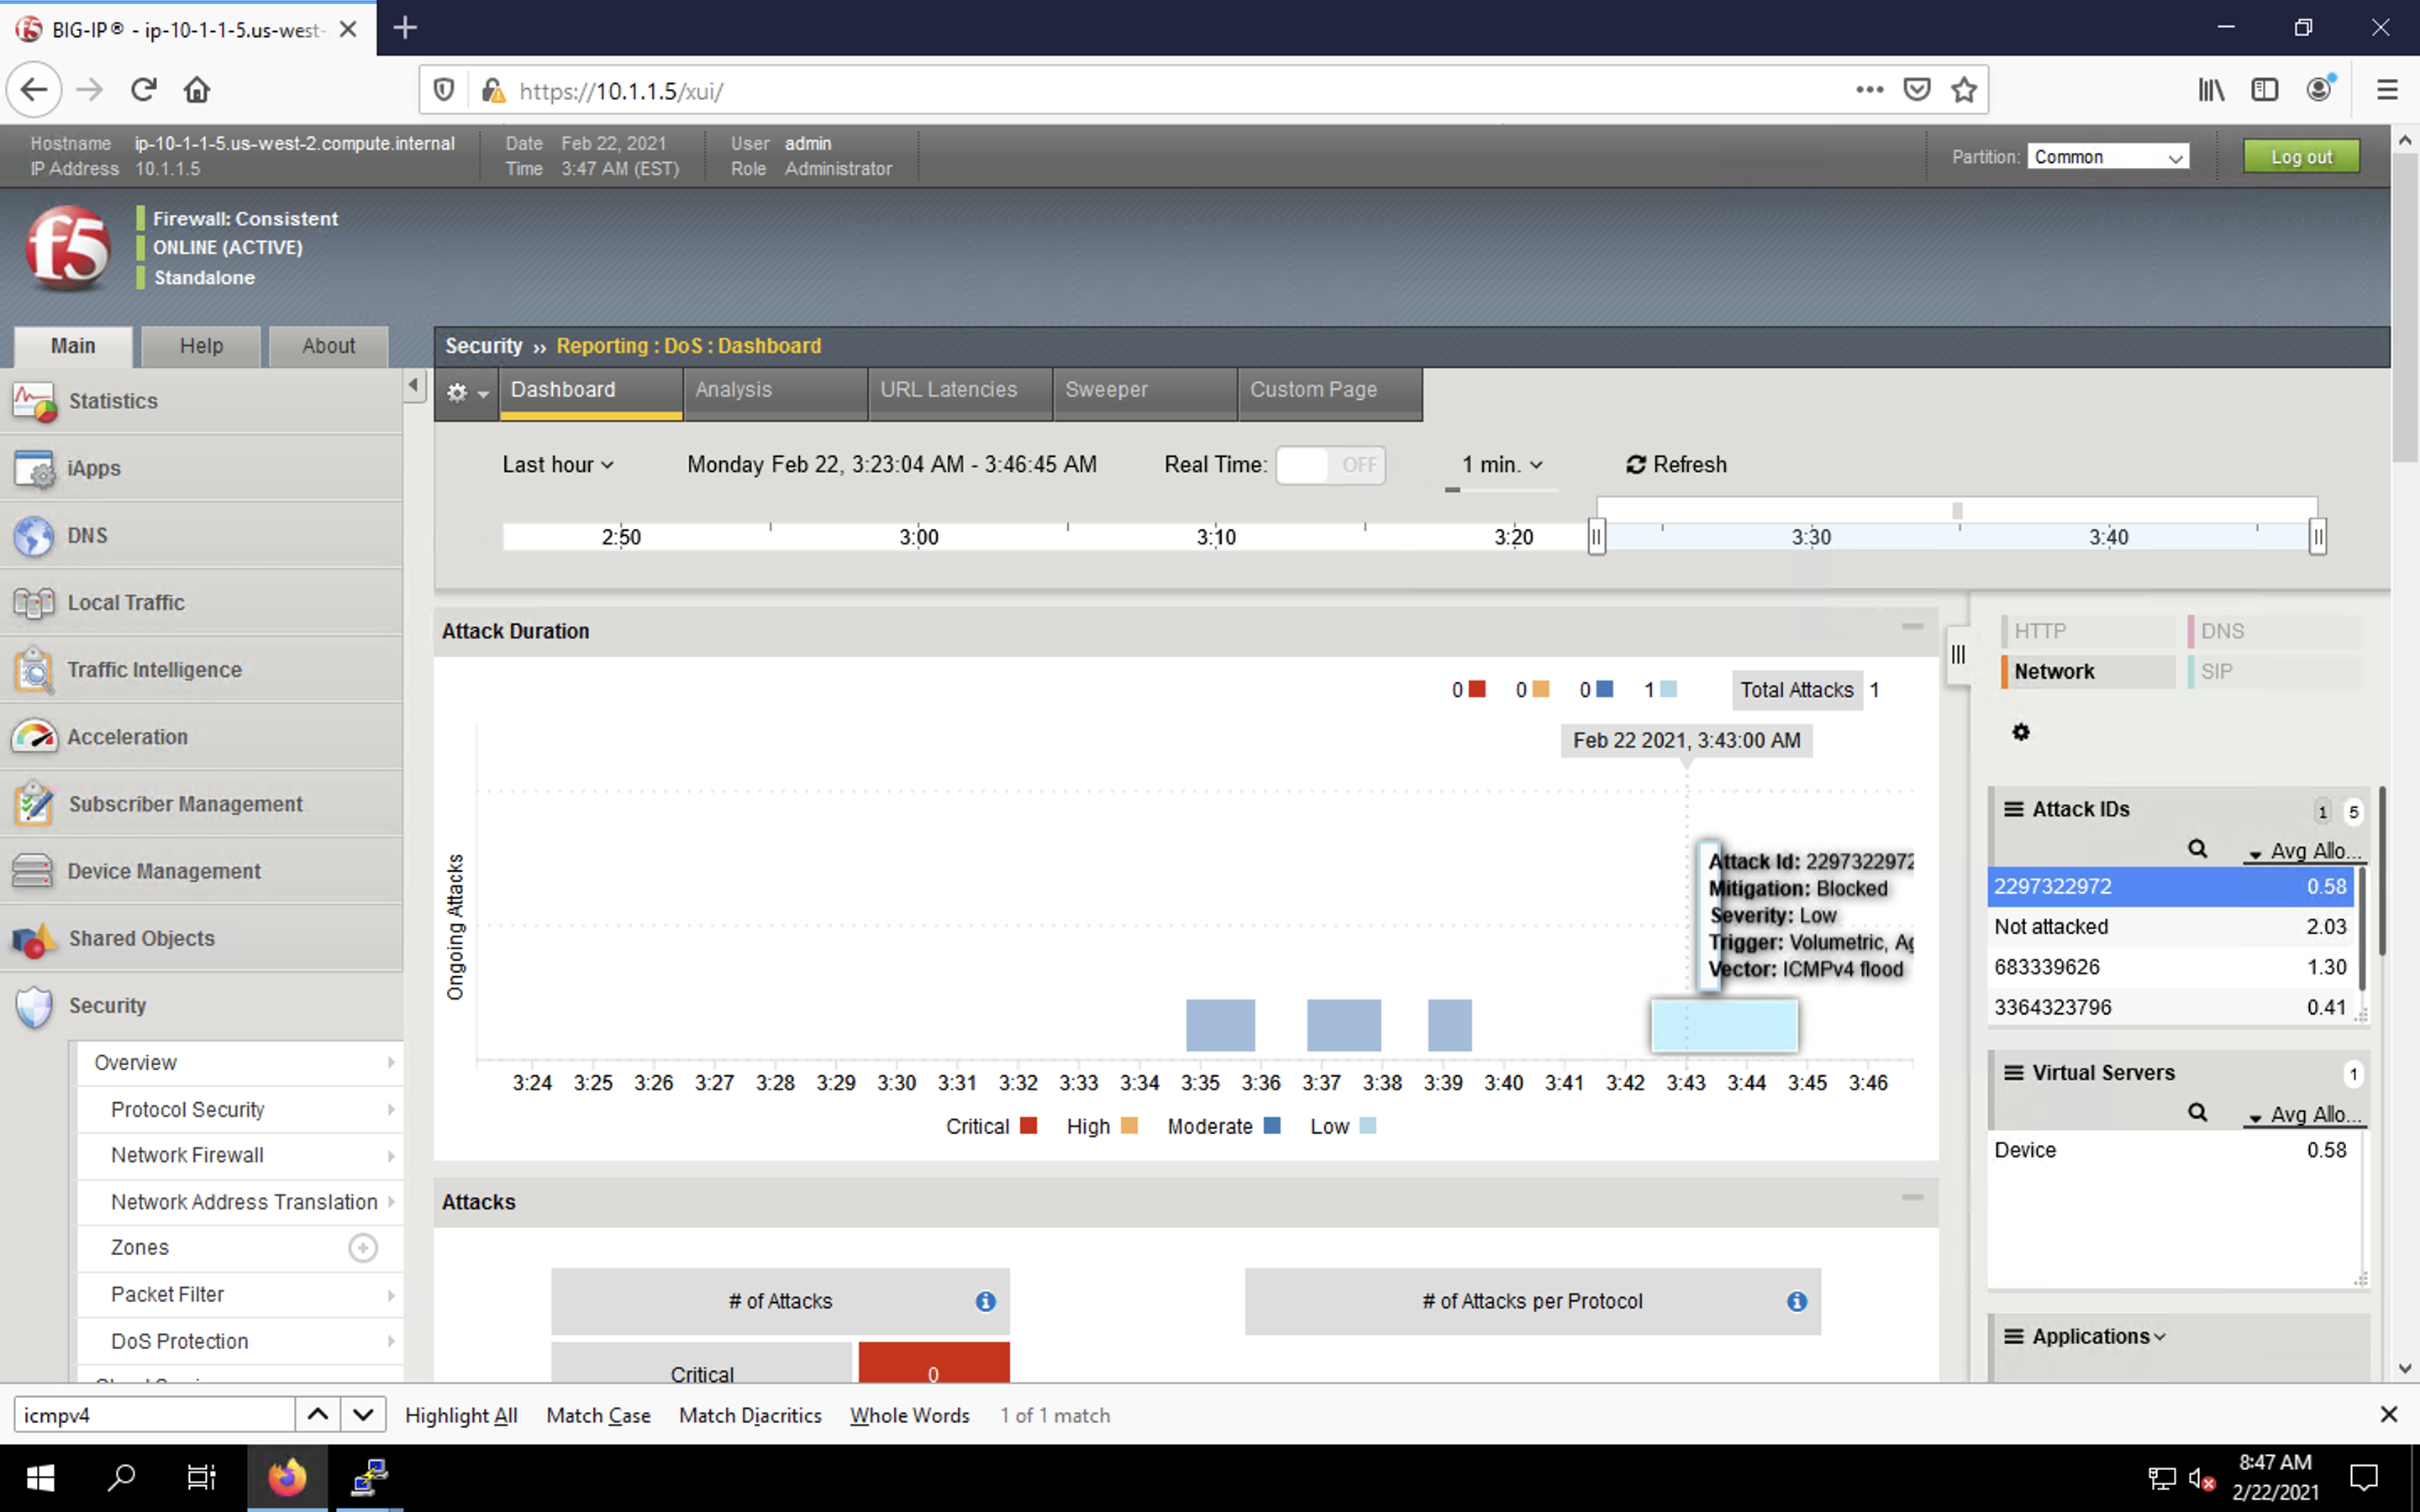 BIG-IP® - ip-10-1-1-5.us-west-
https://10.1.1.5/xui/
Hostname ip-10-1-1-5.us-west-2.compute.internal Date Feb 22, 2021 User admin
IP Address 10.1.1.5 Time 3:47 AM (EST) Role Administrator
Partition: Common Log out
f5
Firewall: Consistent
ONLINE (ACTIVE)
Standalone
Main Help About
Security ›› Reporting : DoS : Dashboard
Dashboard Analysis URL Latencies Sweeper Custom Page
Statistics
iApps
DNS
Local Traffic
Traffic Intelligence
Acceleration
Subscriber Management
Device Management
Shared Objects
Security
Overview
Protocol Security
Network Firewall
Network Address Translation
Zones
Packet Filter
DoS Protection
Last hour Monday Feb 22, 3:23:04 AM - 3:46:45 AM Real Time: OFF 1 min. Refresh
2:50 3:00 3:10 3:20 3:30 3:40
Attack Duration
0 0 0 1 Total Attacks 1
Feb 22 2021, 3:43:00 AM
Ongoing Attacks
Attack Id: 2297322972
Mitigation: Blocked
Severity: Low
Trigger: Volumetric, Ag
Vector: ICMPv4 flood
3:24 3:25 3:26 3:27 3:28 3:29 3:30 3:31 3:32 3:33 3:34 3:35 3:36 3:37 3:38 3:39 3:40 3:41 3:42 3:43 3:44 3:45 3:46
Critical High Moderate Low
Attacks
# of Attacks # of Attacks per Protocol
Critical 0
HTTP DNS
Network SIP
Attack IDs 1 5
Avg Allo...
2297322972 0.58
Not attacked 2.03
683339626 1.30
3364323796 0.41
Virtual Servers 1
Avg Allo...
Device 0.58
Applications
icmpv4 Highlight All Match Case Match Diacritics Whole Words 1 of 1 match
8:47 AM
2/22/2021